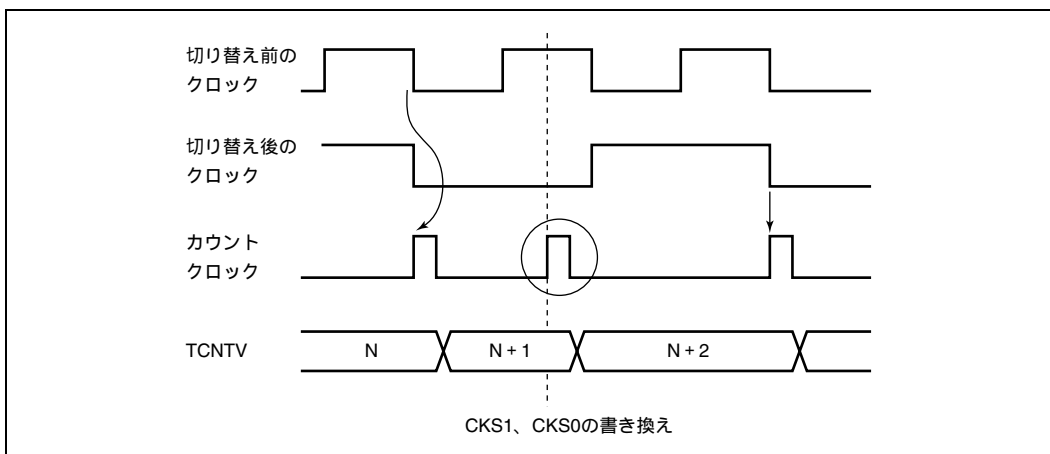 切り替え前の
クロック
切り替え後の
クロック
カウント
クロック
TCNTV
N
N + 1
N + 2
CKS1、CKS0の書き換え